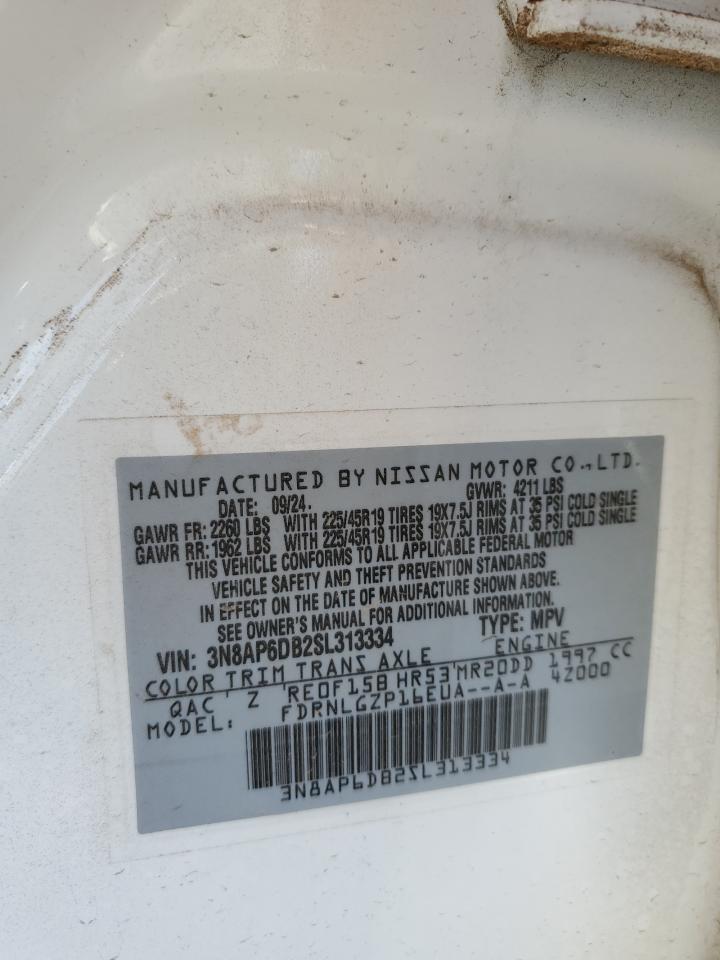 MANUFACTURED BY NISSAN MOTOR CO., LTD.
DATE: 09/24. GVWR: 4211 LBS
GAWR FR: 2260 LBS WITH 225/45R19 TIRES 19X7.5J RIMS AT 35 PSI COLD SINGLE
GAWR RR: 1962 LBS WITH 225/45R19 TIRES 19X7.5J RIMS AT 35 PSI COLD SINGLE
THIS VEHICLE CONFORMS TO ALL APPLICABLE FEDERAL MOTOR
VEHICLE SAFETY AND THEFT PREVENTION STANDARDS
IN EFFECT ON THE DATE OF MANUFACTURE SHOWN ABOVE.
SEE OWNER'S MANUAL FOR ADDITIONAL INFORMATION.
VIN: 3N8AP6DB2SL313334 TYPE: MPV
COLOR TRIM TRANS AXLE ENGINE
QAC ' Z 'RE0F15B HR53'MR20DD 1997 CC
MODEL: FDRNLGZP16EUA--A-A 4Z000
3N8AP6DB2SL313334